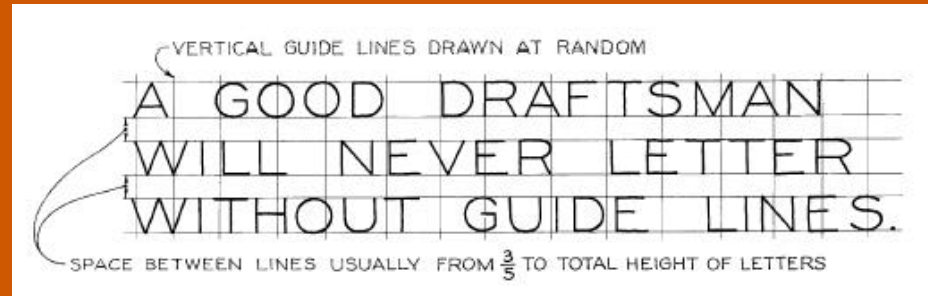 VERTICAL GUIDE LINES DRAWN AT RANDOM
A GOOD DRAFTSMAN
WILL NEVER LETTER
WITHOUT GUIDE LINES.
SPACE BETWEEN LINES USUALLY FROM 3/5 TO TOTAL HEIGHT OF LETTERS